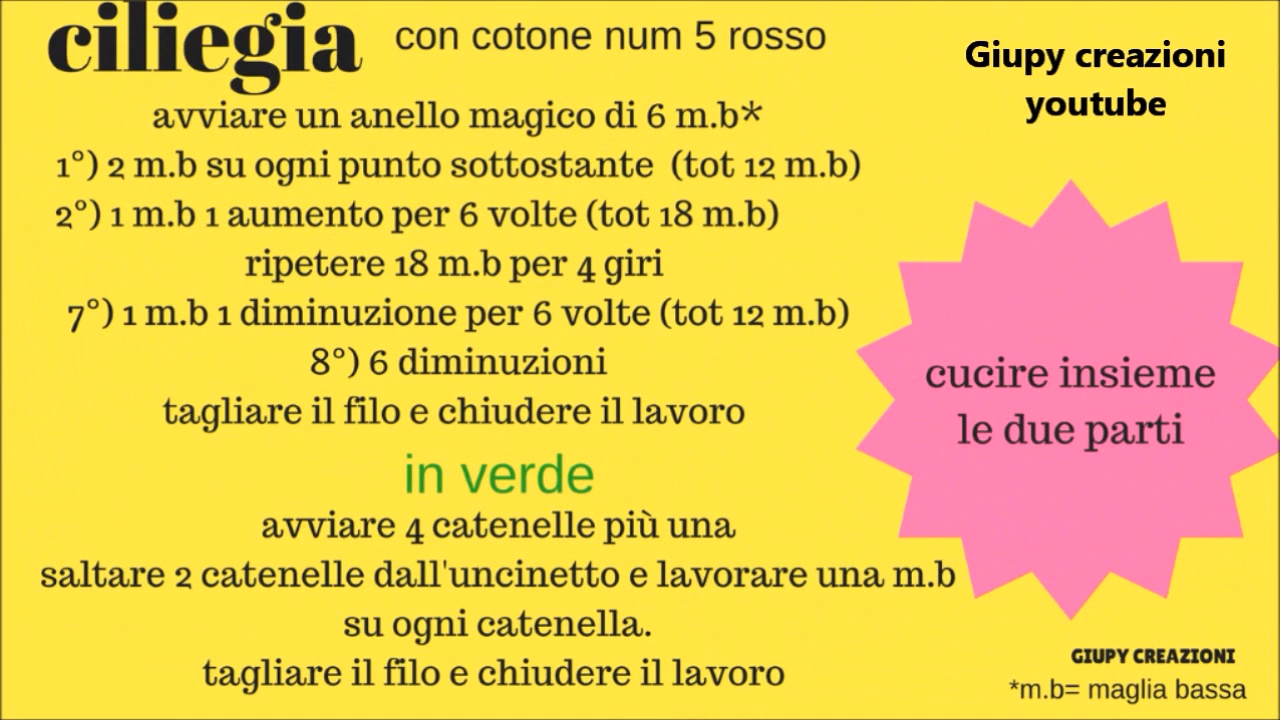 ciliegia con cotone num 5 rosso
Giupy creazioni
youtube
avviare un anello magico di 6 m.b*
1°) 2 m.b su ogni punto sottostante (tot 12 m.b)
2°) 1 m.b 1 aumento per 6 volte (tot 18 m.b)
ripetere 18 m.b per 4 giri
7°) 1 m.b 1 diminuzione per 6 volte (tot 12 m.b)
8°) 6 diminuzioni
tagliare il filo e chiudere il lavoro
in verde
avviare 4 catenelle più una
saltare 2 catenelle dall'uncinetto e lavorare una m.b
su ogni catenella.
tagliare il filo e chiudere il lavoro
cucire insieme
le due parti
GIUPY CREAZIONI
*m.b= maglia bassa